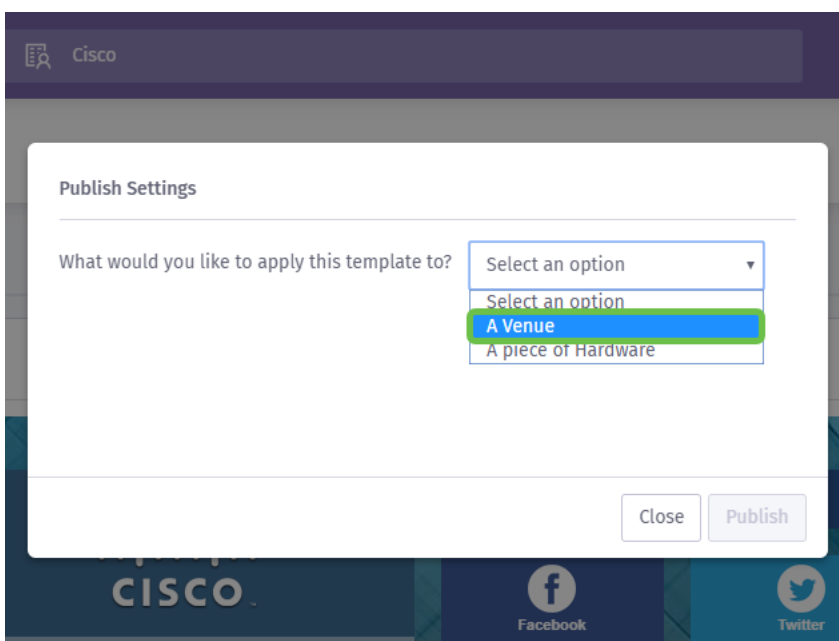 Cisco
Publish Settings
What would you like to apply this template to?
Select an option
Select an option
A Venue
A piece of Hardware
Close
Publish
CISCO
Facebook
Twitter